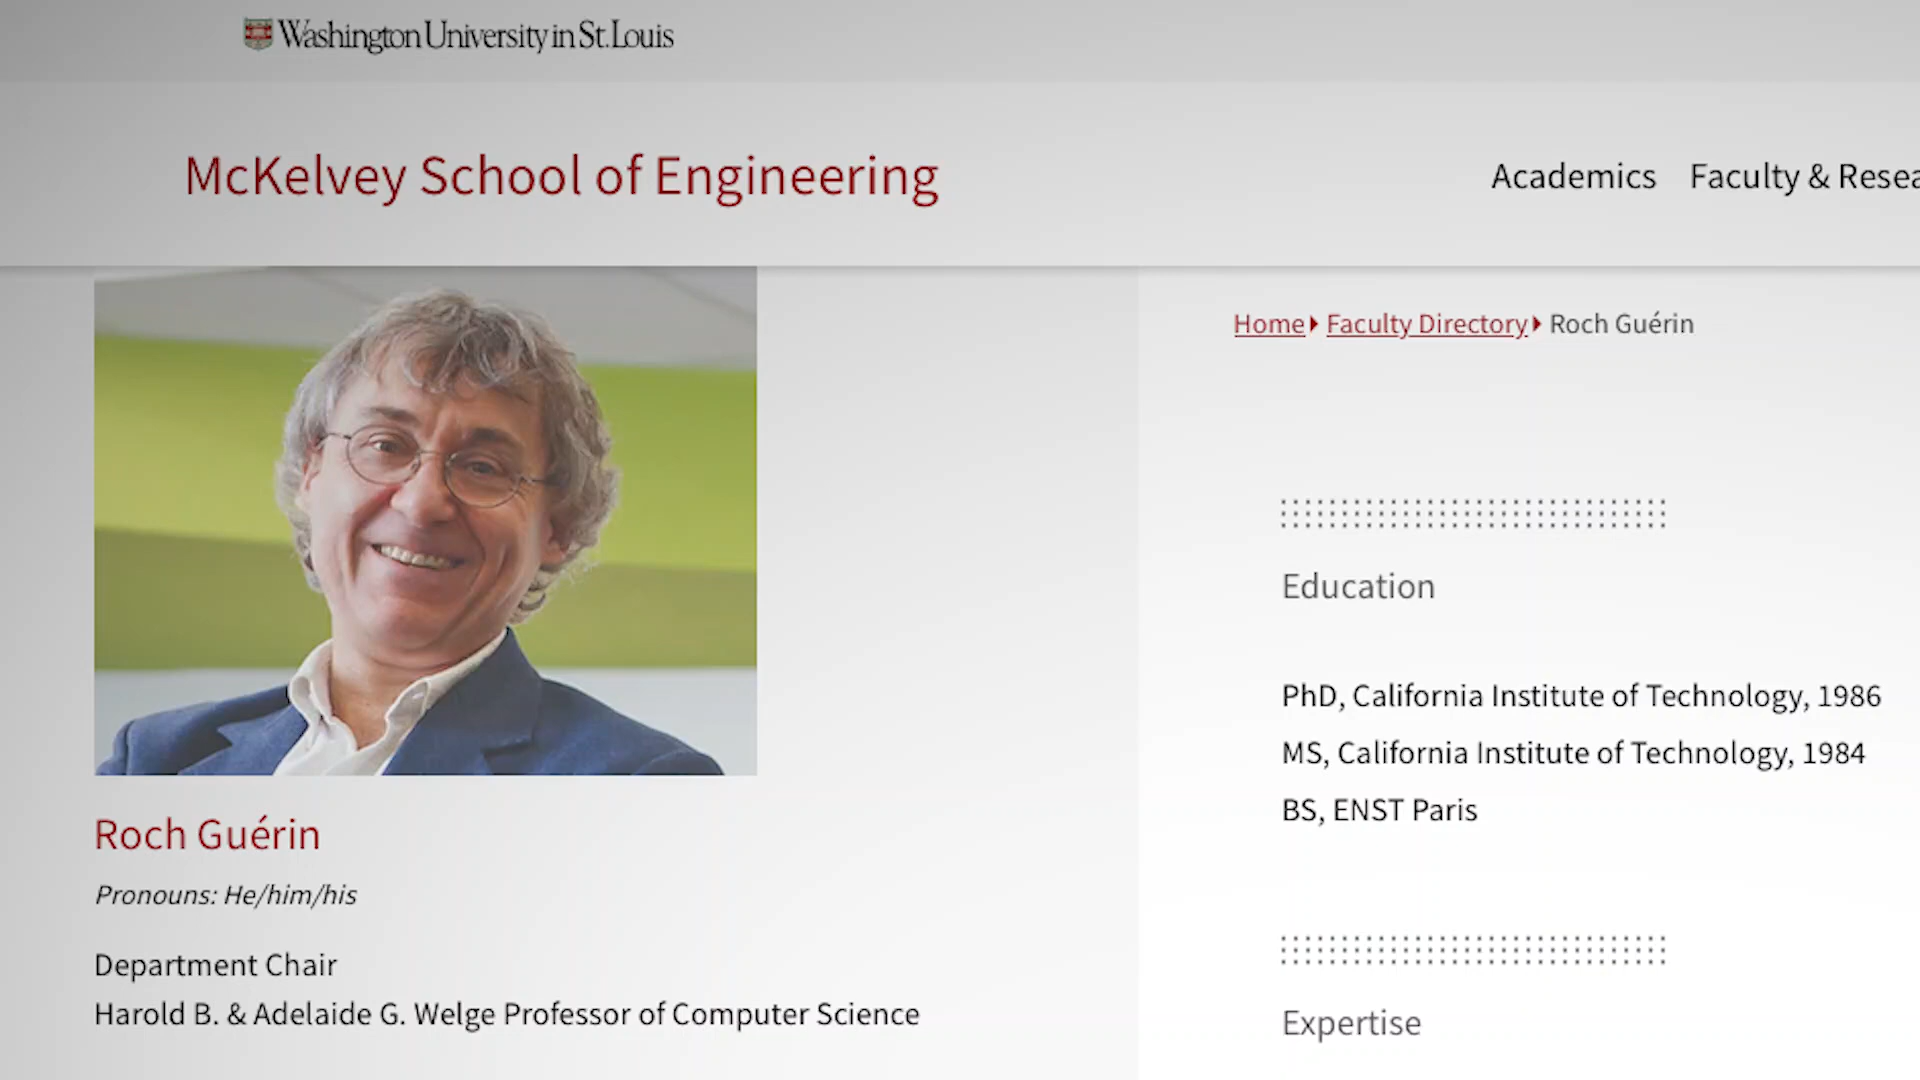 Washington University in St. Louis
McKelvey School of Engineering
Academics
Faculty &
Home
Faculty Directory
Roch Guérin
Education
PhD, California Institute of Technology, 1986
MS, California Institute of Technology, 1984
BS, ENST Paris
Expertise
Roch Guérin
Pronouns: He/him/his
Department Chair
Harold B. & Adelaide G. Welge Professor of Computer Science